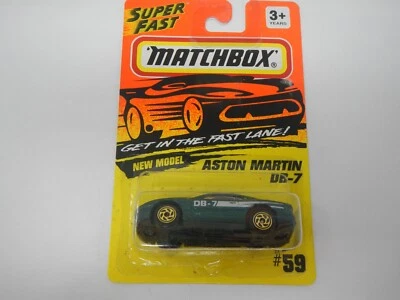 SUPER
FAST
3+
YEARS
"MATCHBOX"®
GET IN THE FAST LANE!
NEW MODEL
ASTON MARTIN
DB-7
DB-7
#59